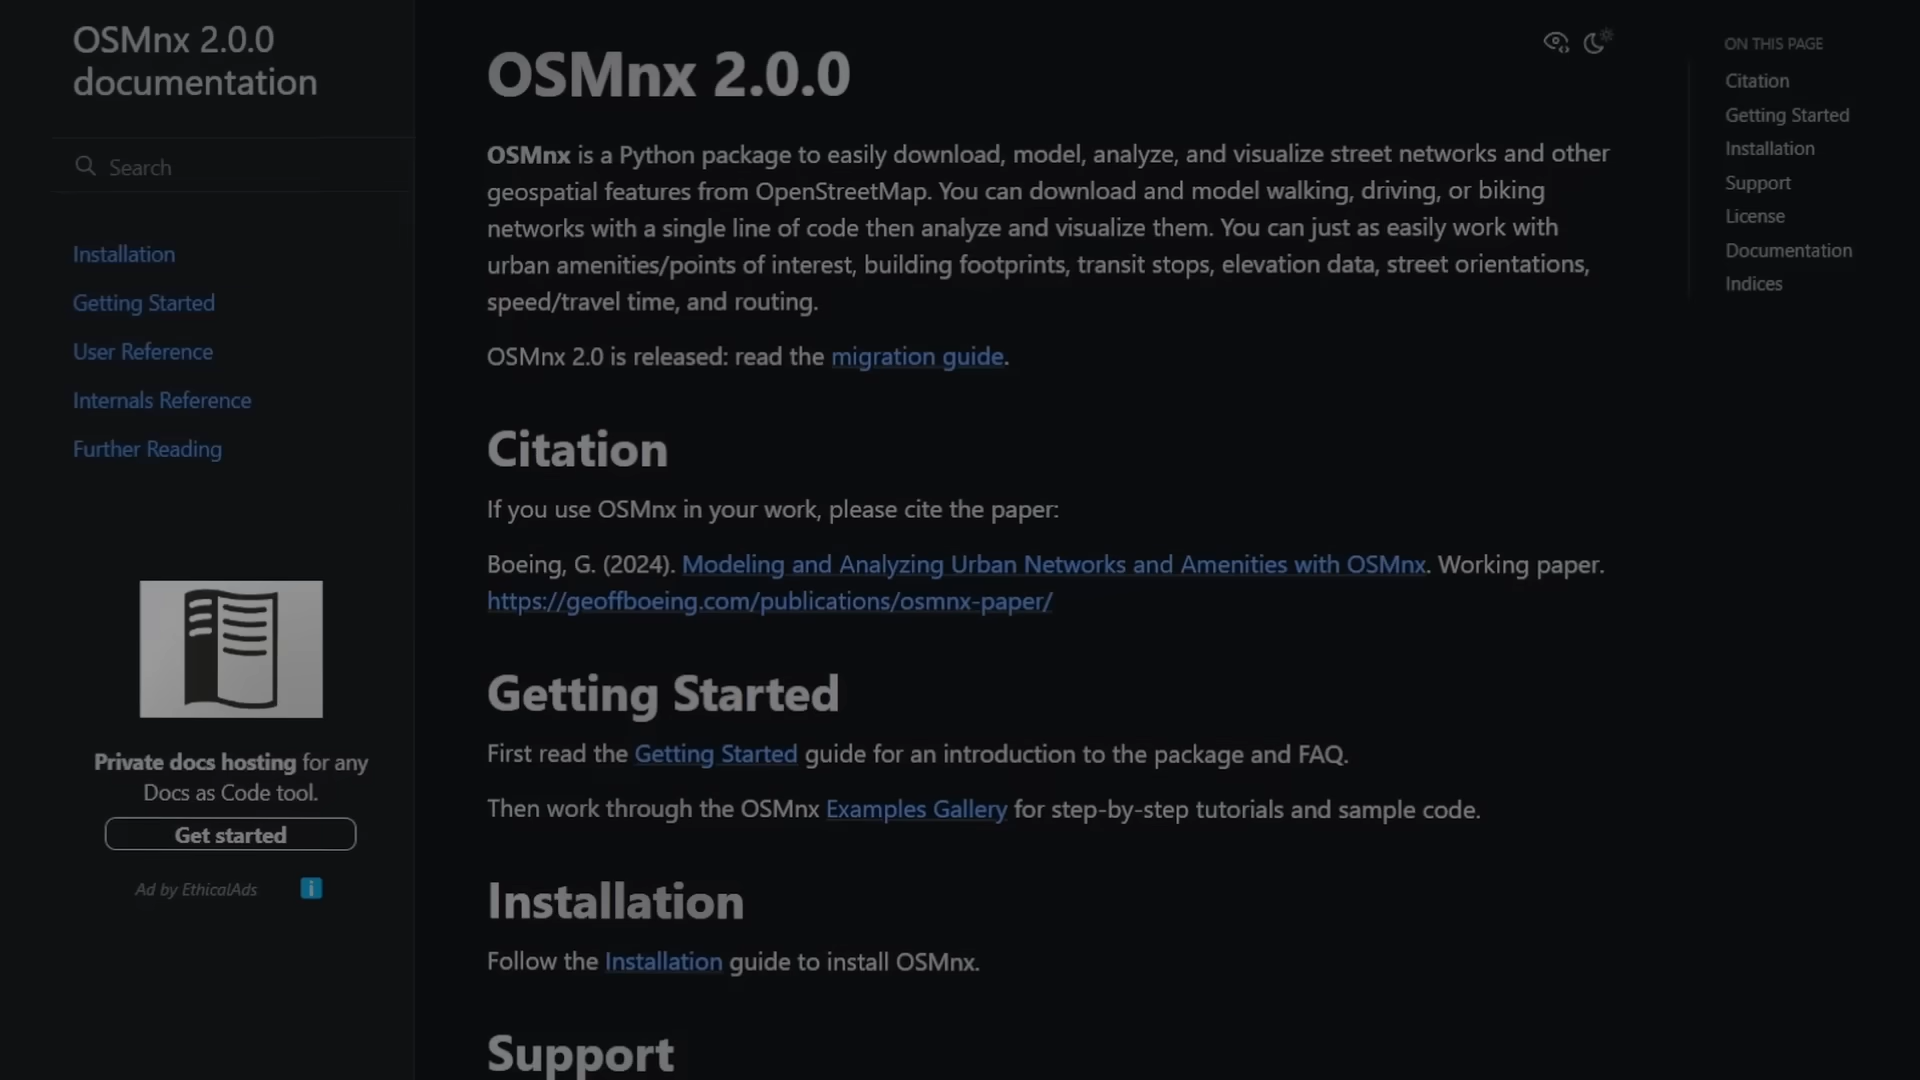 OSMnx 2.0.0
documentation
Search
Installation
Getting Started
User Reference
Internals Reference
Further Reading
Private docs hosting for any
Docs as Code tool.
Get started
Ad by EthicalAds
i
OSMnx 2.0.0
OSMnx is a Python package to easily download, model, analyze, and visualize street networks and other
geospatial features from OpenStreetMap. You can download and model walking, driving, or biking
networks with a single line of code then analyze and visualize them. You can just as easily work with
urban amenities/points of interest, building footprints, transit stops, elevation data, street orientations,
speed/travel time, and routing.
OSMnx 2.0 is released: read the migration guide.
Citation
If you use OSMnx in your work, please cite the paper:
Boeing, G. (2024). Modeling and Analyzing Urban Networks and Amenities with OSMnx. Working paper.
https://geoffboeing.com/publications/osmnx-paper/
Getting Started
First read the Getting Started guide for an introduction to the package and FAQ.
Then work through the OSMnx Examples Gallery for step-by-step tutorials and sample code.
Installation
Follow the Installation guide to install OSMnx.
Support
ON THIS PAGE
Citation
Getting Started
Installation
Support
License
Documentation
Indices